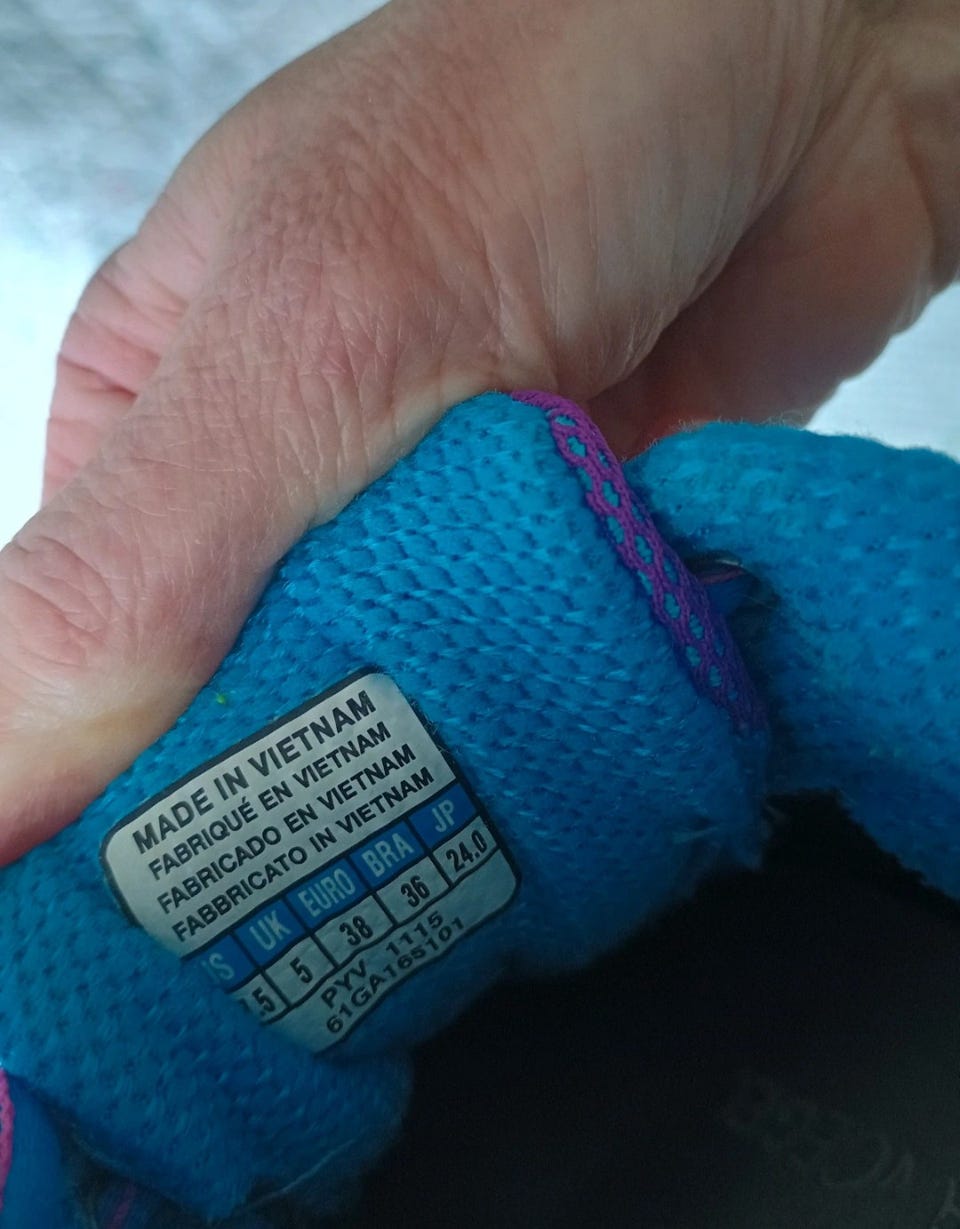 MADE IN VIETNAM
FABRIQUÉ EN VIETNAM
FABRICADO EN VIETNAM
FABBRICATO IN VIETNAM
UK EURO BRA JP
.5 5 38 36 24.0
PYV 1115
61GA165101